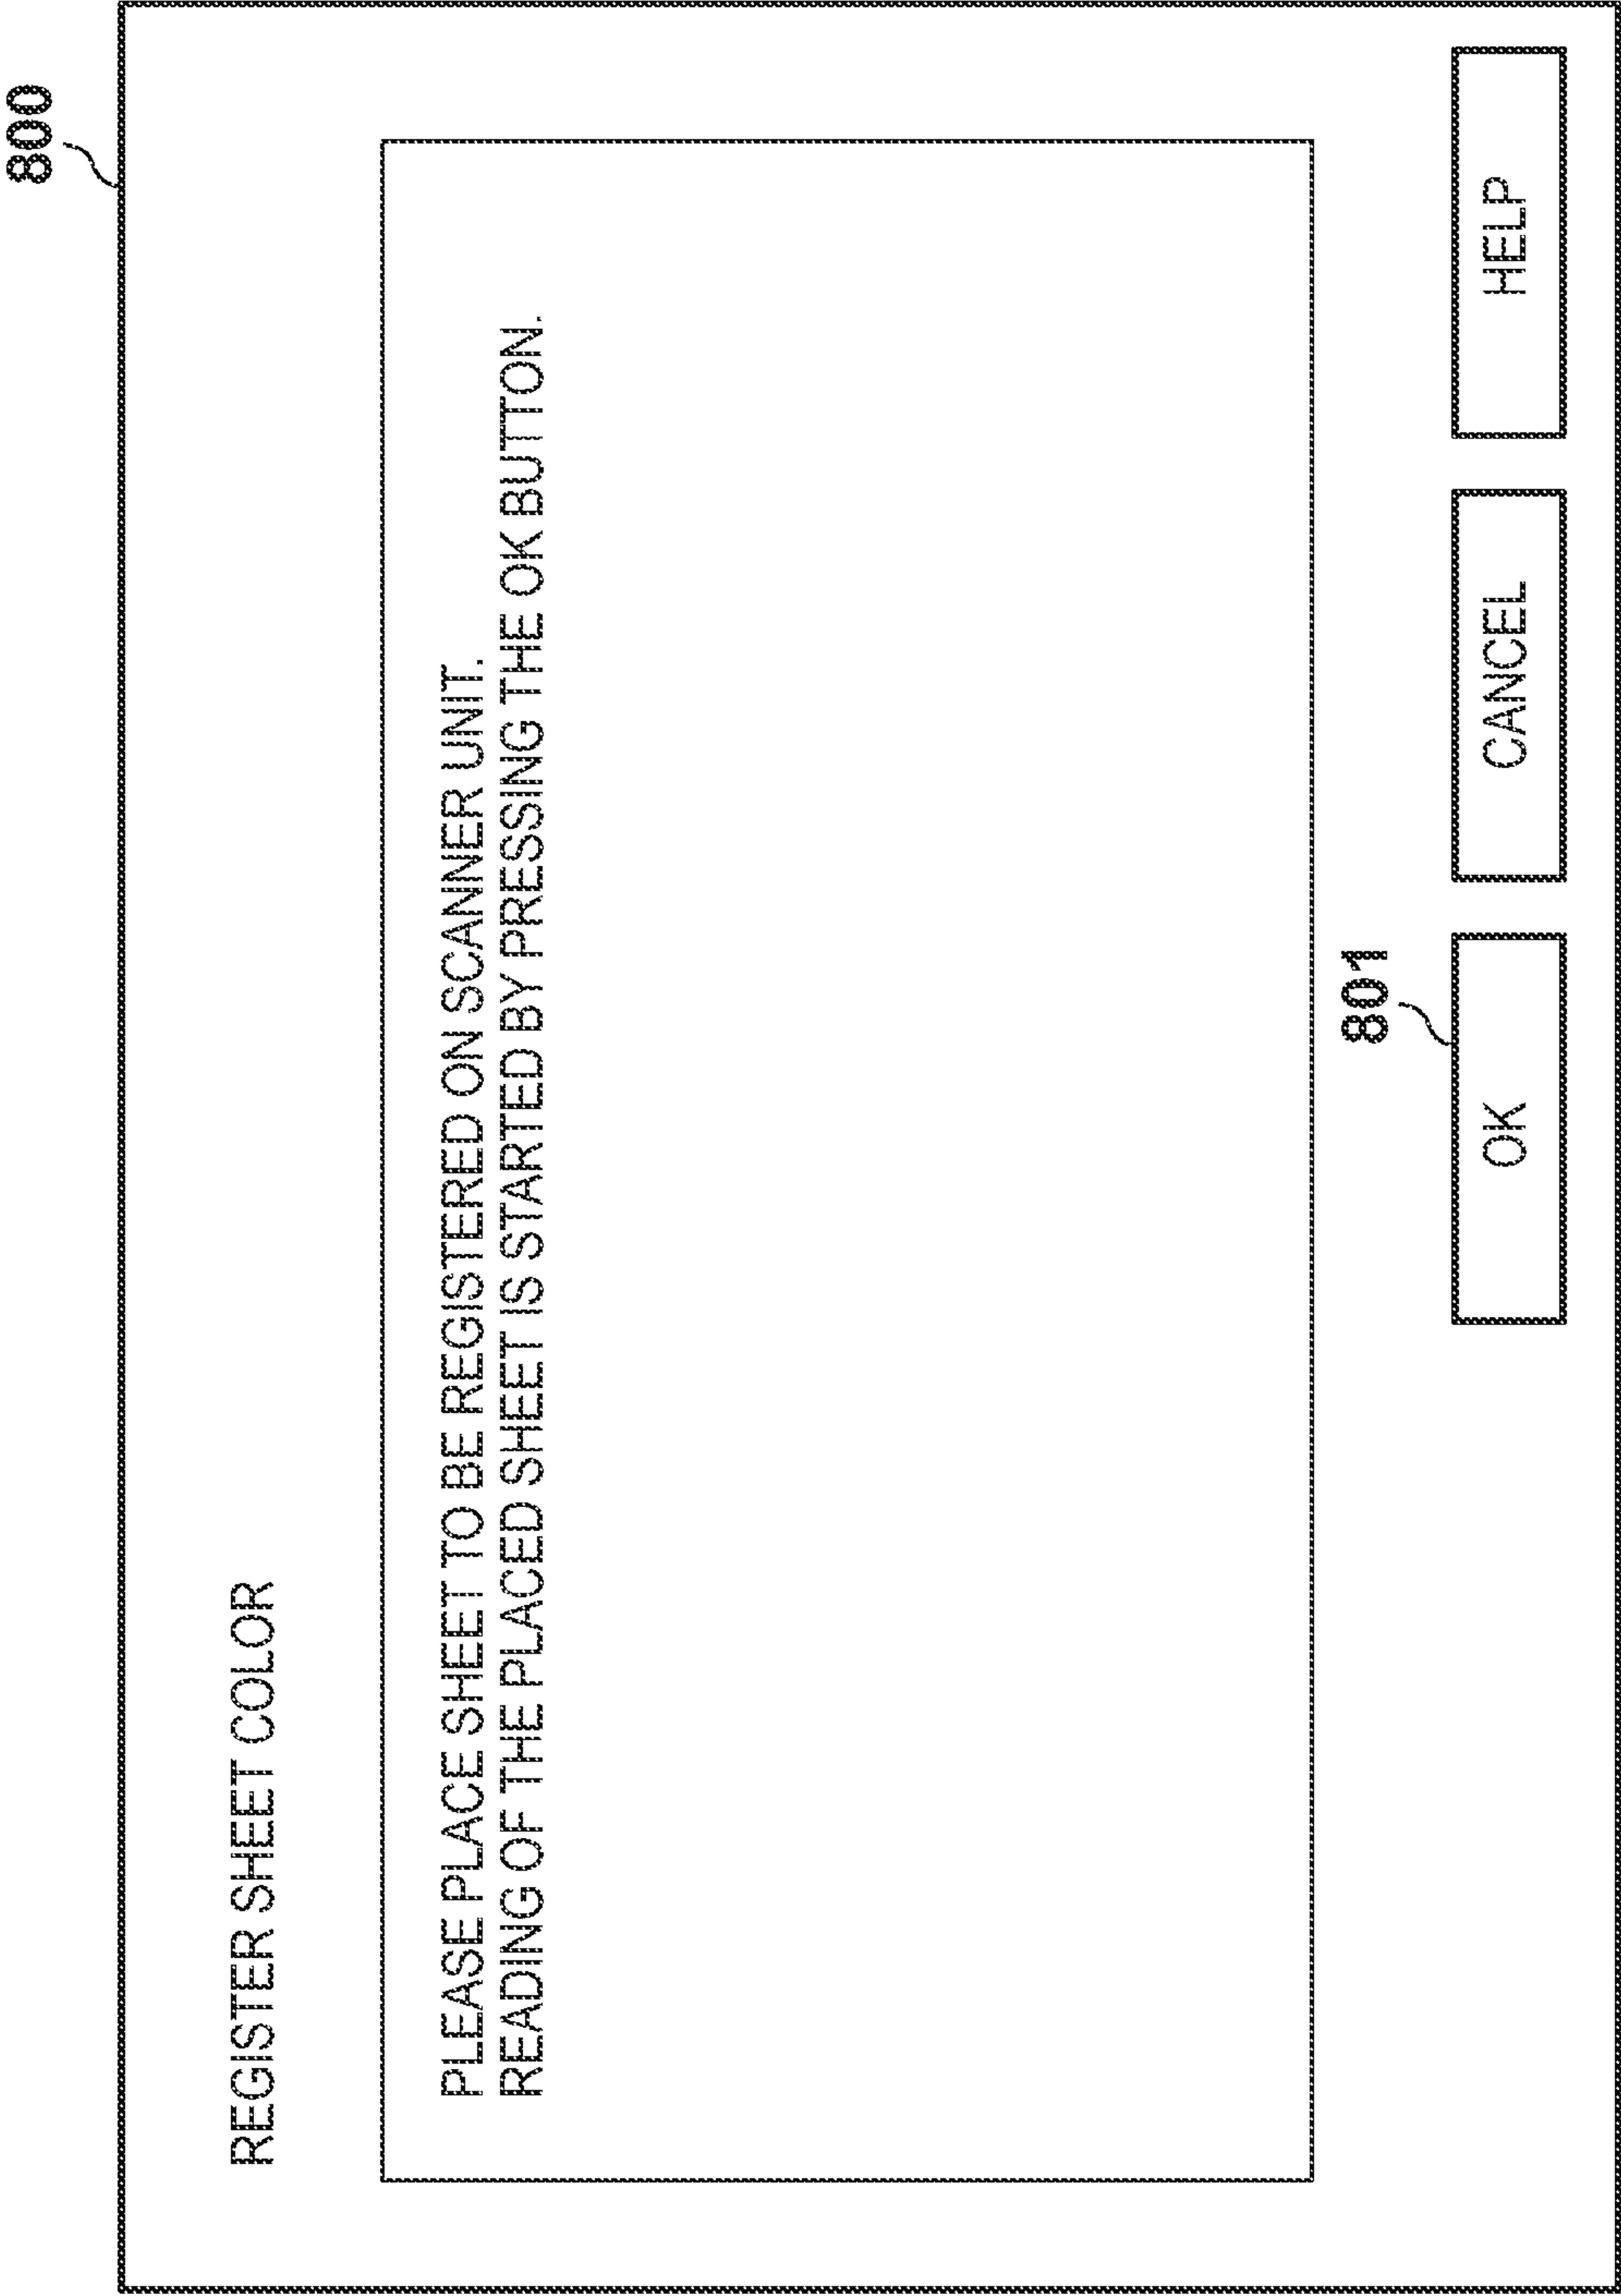 800
REGISTER SHEET COLOR
PLEASE PLACE SHEET TO BE REGISTERED ON SCANNER UNIT.
READING OF THE PLACED SHEET IS STARTED BY PRESSING THE OK BUTTON.
801
OK
CANCEL
HELP